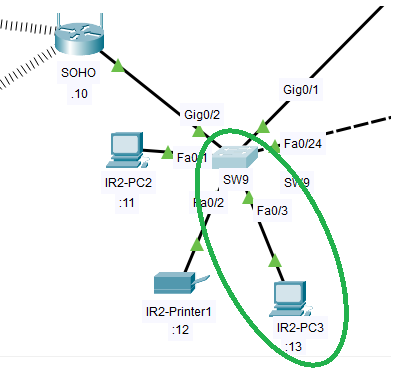 SOHO
.10
Gig0/1
Gig0/2
Fa0/24
Fa0/1
IR2-PC2
:11
SW9
SW9
Fa0/2
Fa0/3
IR2-Printer1
:12
IR2-PC3
:13